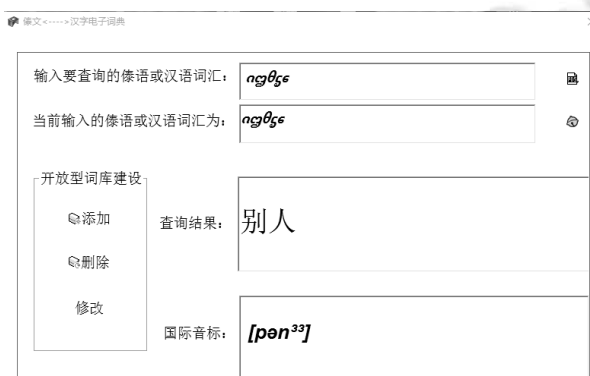 傣文<---->汉字电子词典
输入要查询的傣语或汉语词汇:
当前输入的傣语或汉语词汇为:
开放型词库建设
添加
查询结果: 别人
删除
修改
国际音标: [pən³³]